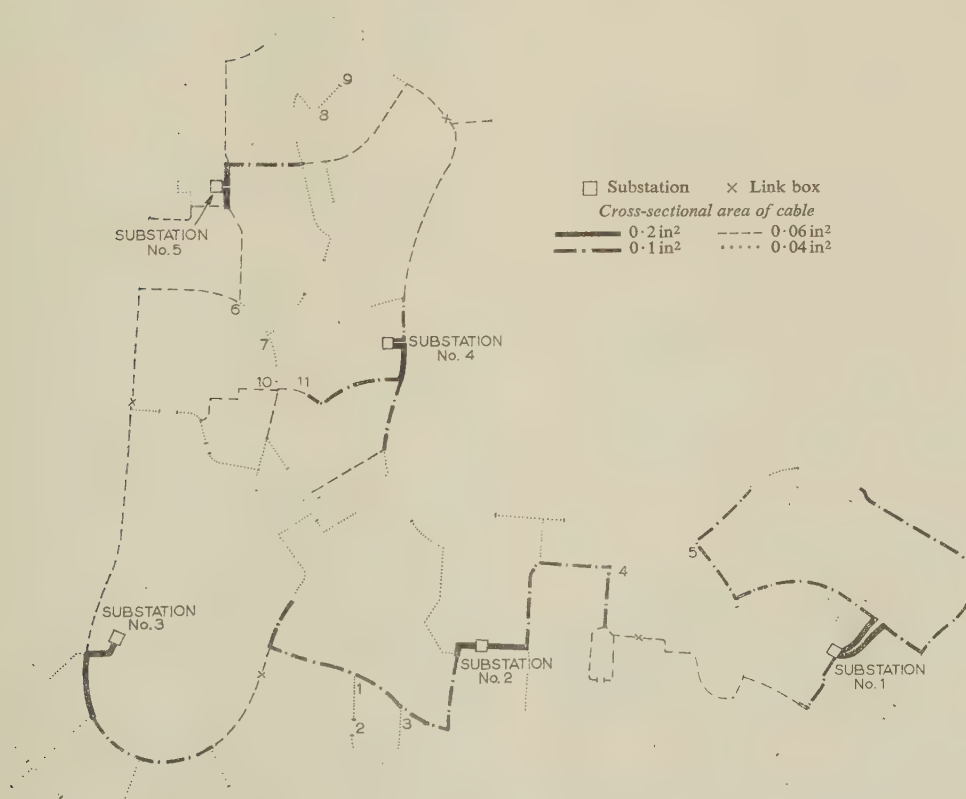 9
8
□ Substation × Link box
Cross-sectional area of cable
0·2 in² 0·06 in²
0·1 in² 0·04 in²
SUBSTATION
No. 5
6
7
SUBSTATION
No. 4
10 11
5
4
SUBSTATION
No. 3
SUBSTATION
No. 2
SUBSTATION
No. 1
1
2
3